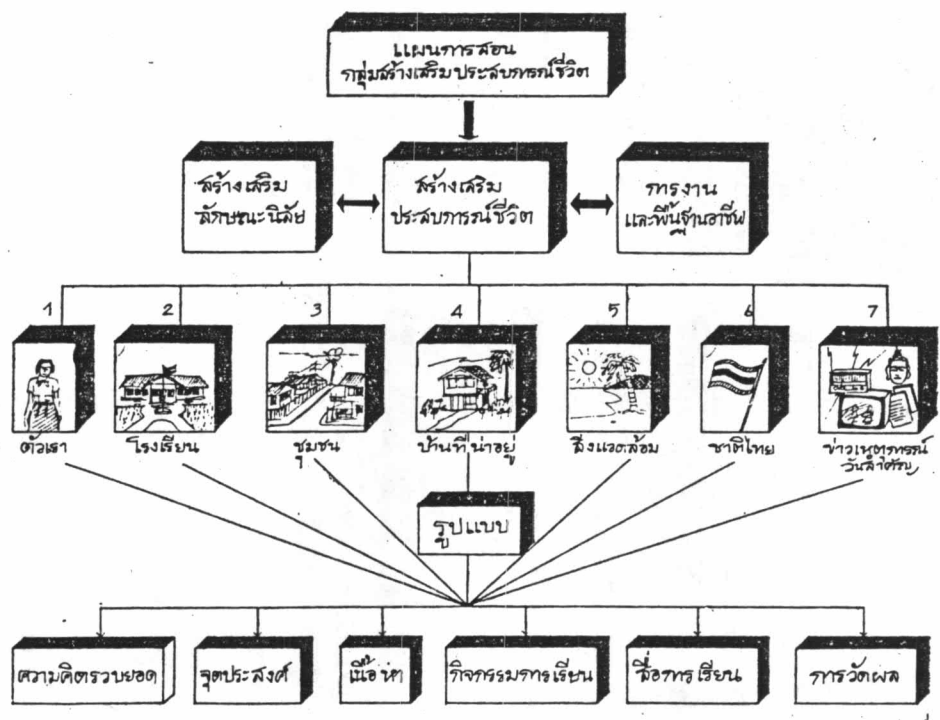 แผนการสอน
กลุ่มสร้างเสริมประสบการณ์ชีวิต
สร้างเสริม
ลักษณะนิสัย
สร้างเสริม
ประสบการณ์ชีวิต
การงาน
และพื้นฐานอาชีพ
1
2
3
4
5
6
7
ตัวเรา
โรงเรียน
ชุมชน
บ้านที่น่าอยู่
สิ่งแวดล้อม
ชาติไทย
ข่าวเหตุการณ์
วันสำคัญ
รูปแบบ
ความคิดรวบยอด
จุดประสงค์
เนื้อหา
กิจกรรมการเรียน
สื่อการเรียน
การวัดผล